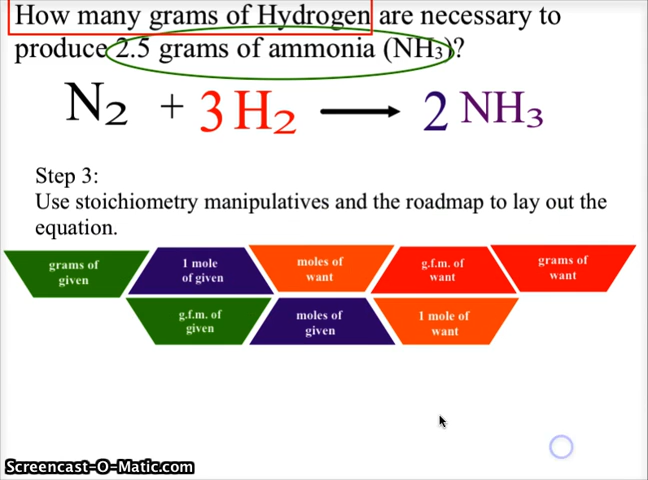 How many grams of Hydrogen are necessary to
produce 2.5 grams of ammonia (NH₃)?
N₂ + 3 H₂ → 2 NH₃
Step 3:
Use stoichiometry manipulatives and the roadmap to lay out the
equation.
grams of
given
1 mole
of given
moles of
want
g.f.m. of
want
grams of
want
g.f.m. of
given
moles of
given
1 mole of
want
Screencast-O-Matic.com